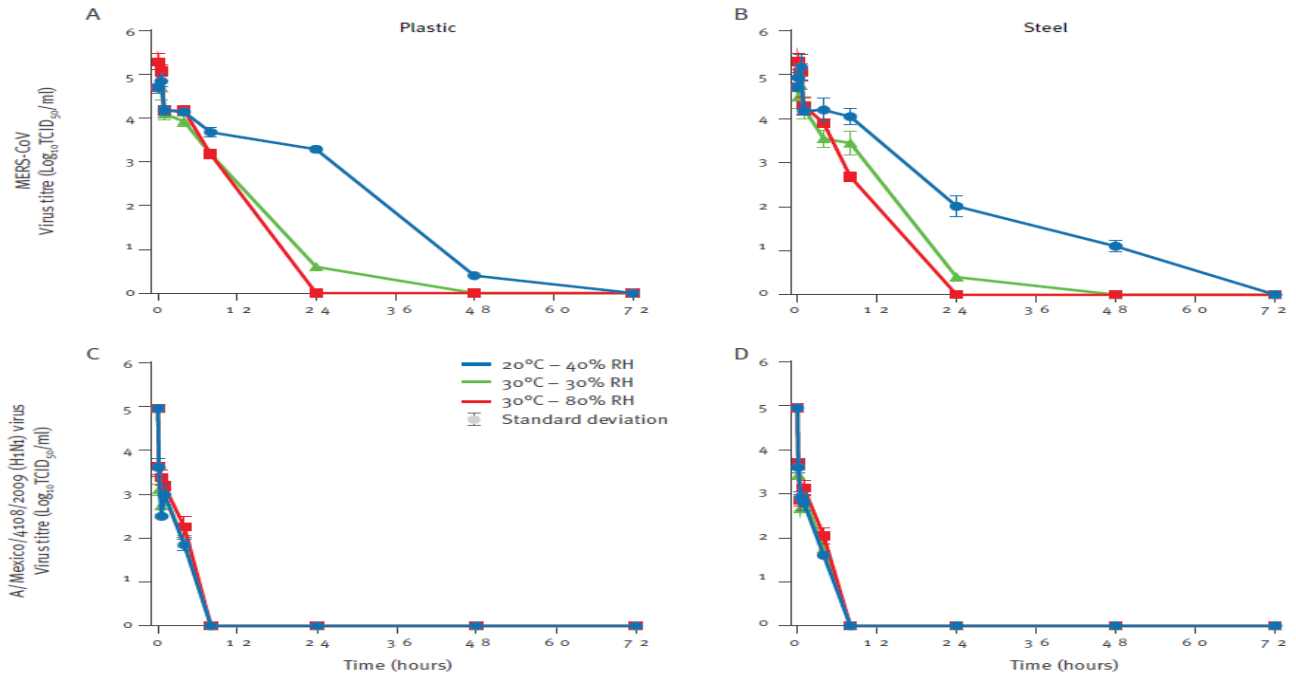 A
Plastic
MERS-CoV
Virus titre (Log10TCID50/ml)
6
5
4
3
2
1
0
0 12 24 36 48 60 72
B
Steel
6
5
4
3
2
1
0
0 12 24 36 48 60 72
C
A/Mexico/4108/2009 (H1N1) virus
Virus titre (Log10TCID50/ml)
6
5
4
3
2
1
0
20°C – 40% RH
30°C – 30% RH
30°C – 80% RH
Standard deviation
0 12 24 36 48 60 72
Time (hours)
D
6
5
4
3
2
1
0
0 12 24 36 48 60 72
Time (hours)